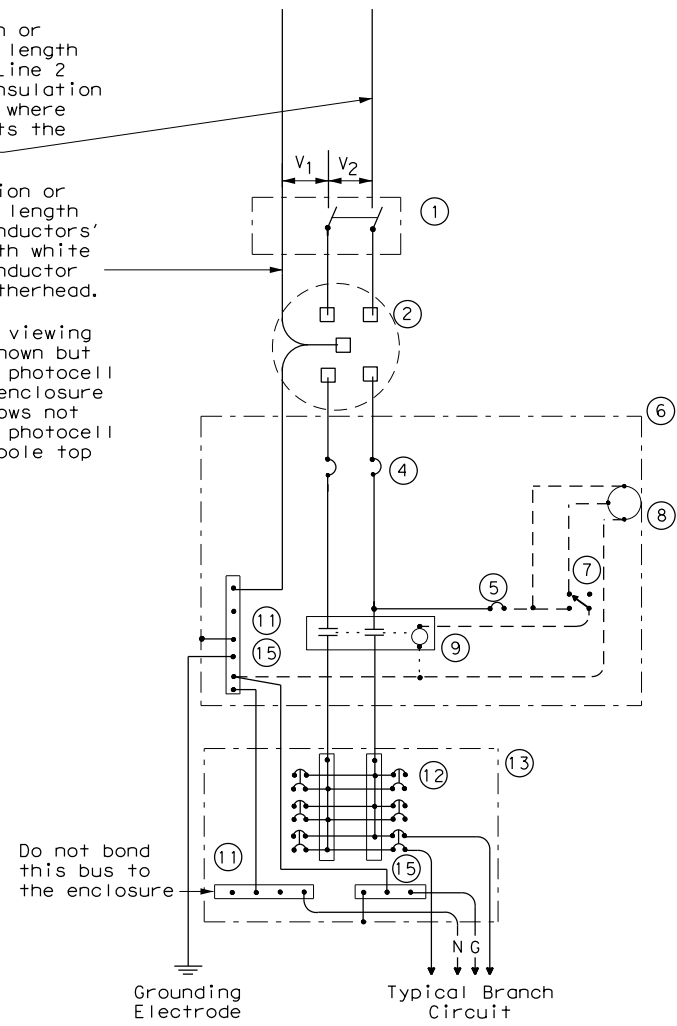 n or
length
Line 2
nsulation
where
ts the
V1 V2
ion or
length
nductors'
th white
nductor
therhead.
1
2
viewing
nown but
photocell
enclosure
ows not
photocell
pole top
6
4
8
5
7
11
15
9
13
12
Do not bond
this bus to
the enclosure
11
15
N G
Grounding
Electrode
Typical Branch
Circuit